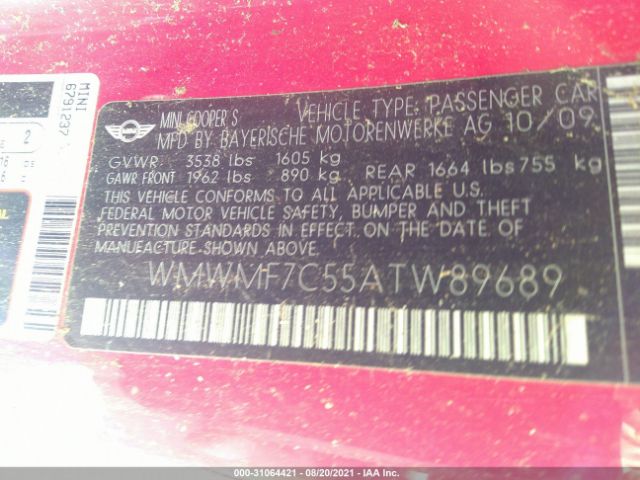 MINI
6791237
2
MINI COOPER S VEHICLE TYPE: PASSENGER CAR
MFD BY BAYERISCHE MOTORENWERKE AG 10/09
GVWR 3538 lbs 1605 kg
GAWR FRONT 1962 lbs 890 kg REAR 1664 lbs 755 kg
THIS VEHICLE CONFORMS TO ALL APPLICABLE U.S.
FEDERAL MOTOR VEHICLE SAFETY, BUMPER AND THEFT
PREVENTION STANDARDS IN EFFECT ON THE DATE OF
MANUFACTURE SHOWN ABOVE.
WMWMF7C55ATW89689
000-31064421 - 08/20/2021 - IAA Inc.